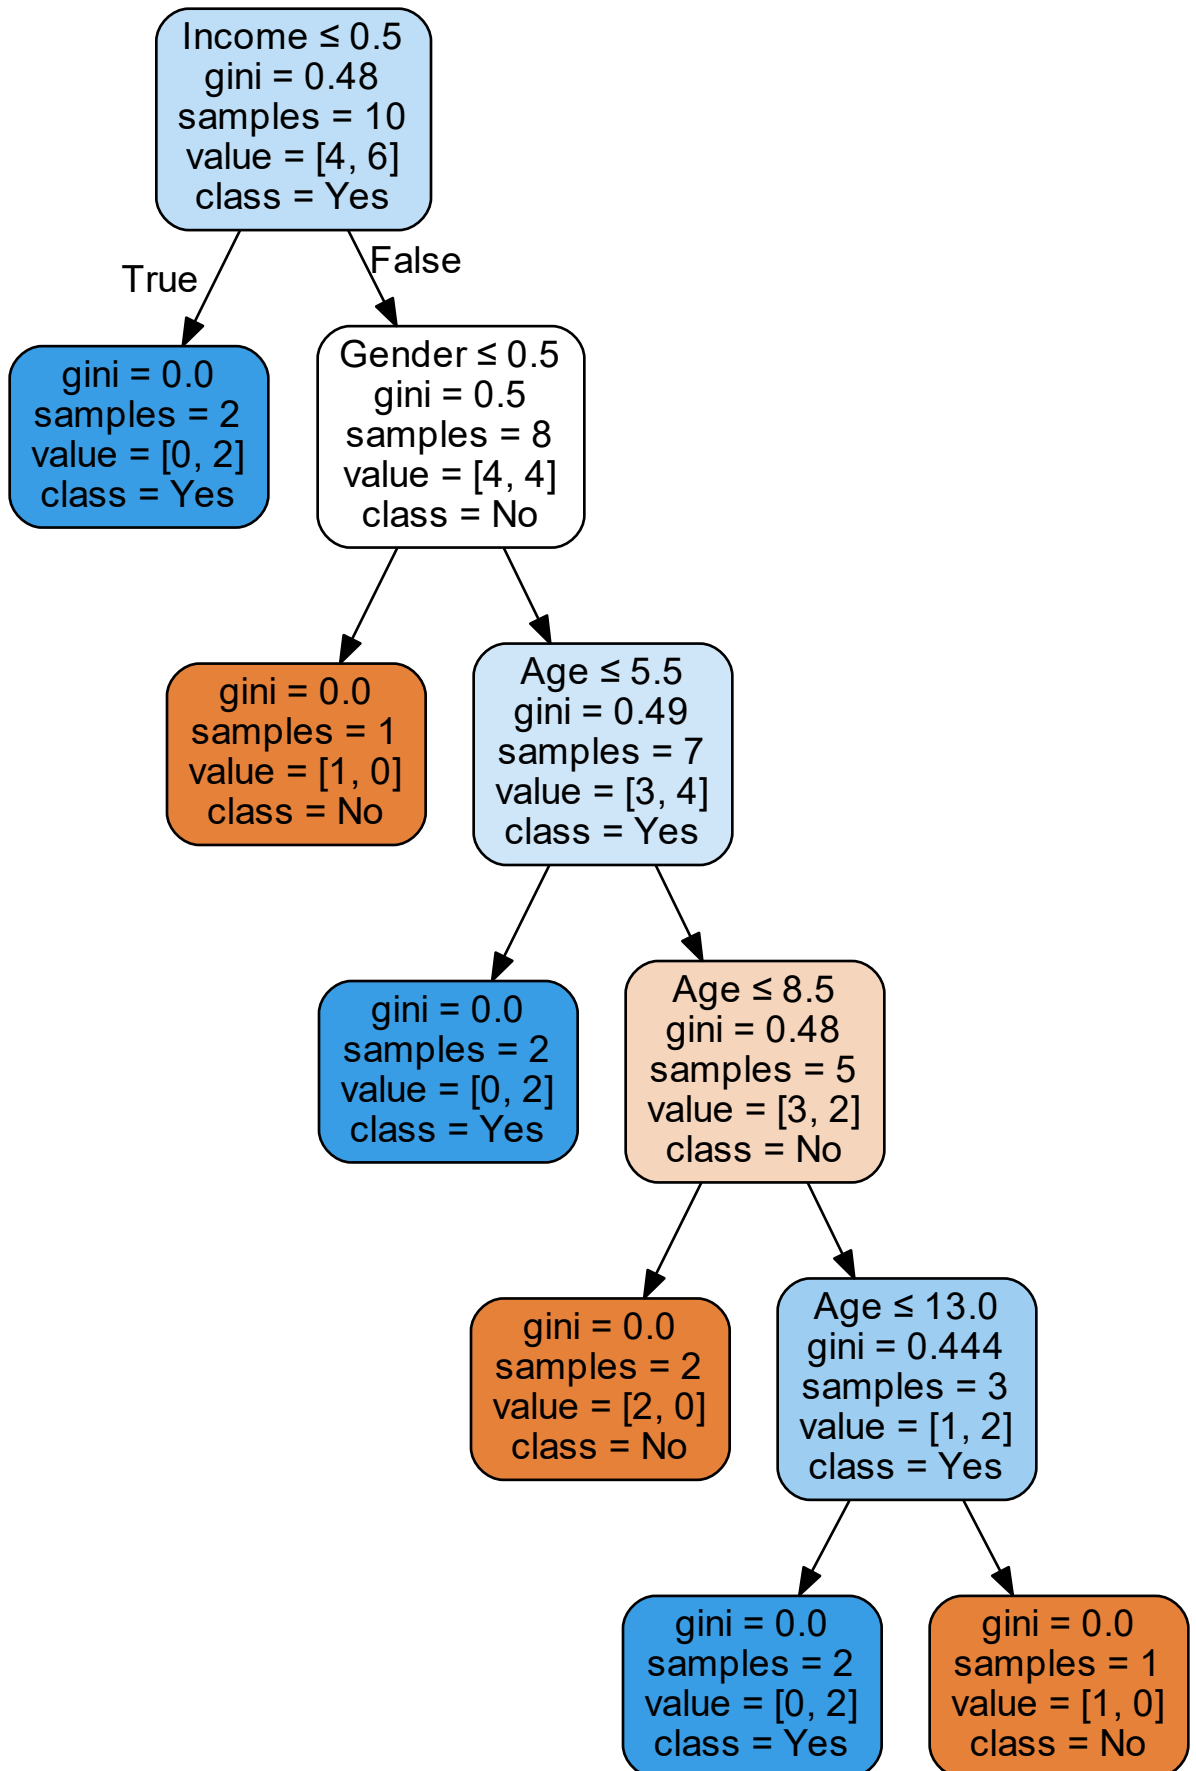 Income ≤ 0.5
gini = 0.48
samples = 10
value = [4, 6]
class = Yes
True
False
gini = 0.0
samples = 2
value = [0, 2]
class = Yes
Gender ≤ 0.5
gini = 0.5
samples = 8
value = [4, 4]
class = No
gini = 0.0
samples = 1
value = [1, 0]
class = No
Age ≤ 5.5
gini = 0.49
samples = 7
value = [3, 4]
class = Yes
gini = 0.0
samples = 2
value = [0, 2]
class = Yes
Age ≤ 8.5
gini = 0.48
samples = 5
value = [3, 2]
class = No
gini = 0.0
samples = 2
value = [2, 0]
class = No
Age ≤ 13.0
gini = 0.444
samples = 3
value = [1, 2]
class = Yes
gini = 0.0
samples = 2
value = [0, 2]
class = Yes
gini = 0.0
samples = 1
value = [1, 0]
class = No